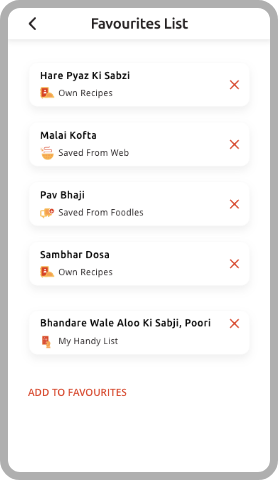 Favourites List
Hare Pyaz Ki Sabzi
Own Recipes
Malai Kofta
Saved From Web
Pav Bhaji
Saved From Foodles
Sambhar Dosa
Own Recipes
Bhandare Wale Aloo Ki Sabji, Poori
My Handy List
ADD TO FAVOURITES